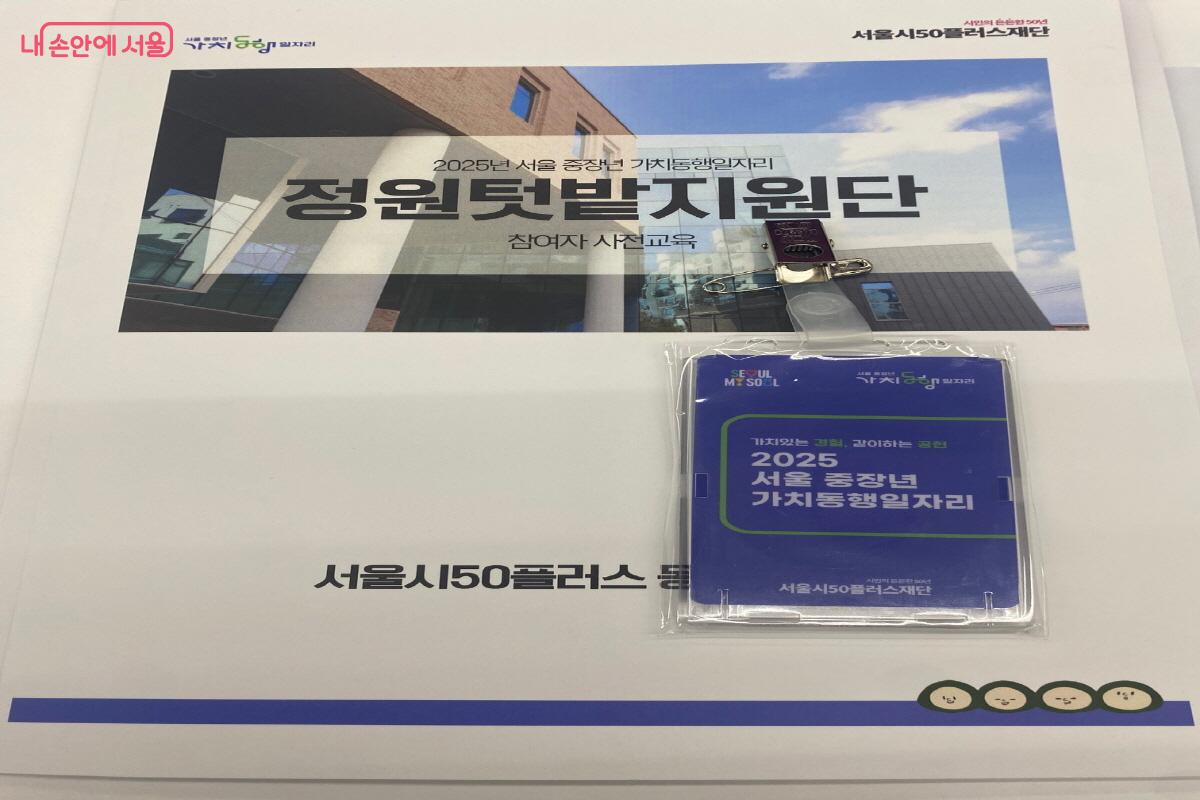 내 손안에 서울
서울 중장년
가치동행일자리
시민의 든든한 50년
서울시50플러스재단
2025년 서울 중장년 가치동행일자리
정원텃밭지원단
참여자 사전교육
SEOUL
MY SOUL
서울 중장년
가치동행일자리
가치있는 경험, 같이하는 공헌
2025
서울 중장년
가치동행일자리
시민의 든든한 50년
서울시50플러스재단
서울시50플러스